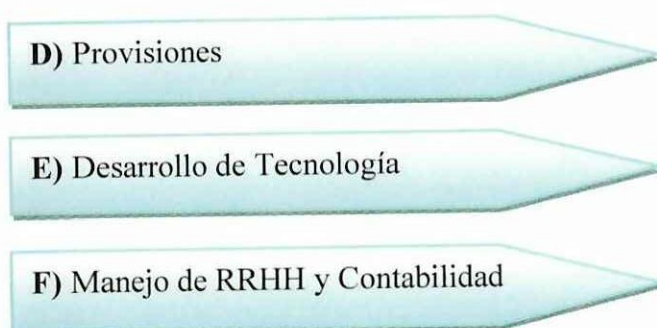 D) Provisiones
E) Desarrollo de Tecnología
F) Manejo de RRHH y Contabilidad